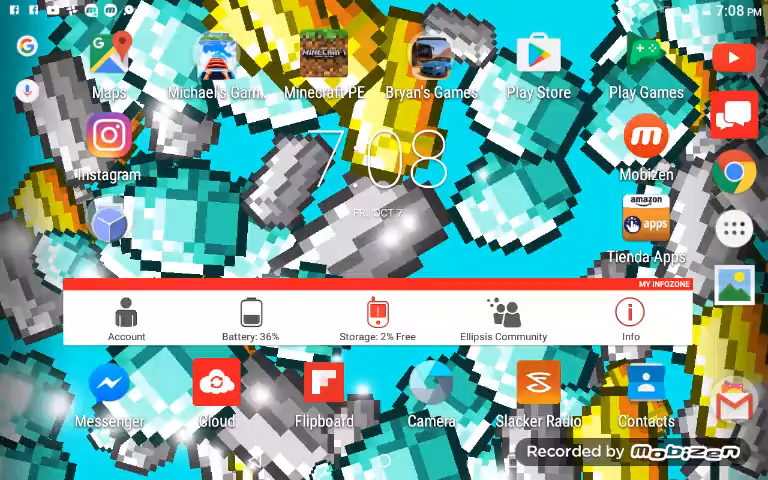 7:08 PM
Maps
Michael's Gam..
Minecraft PE
Bryan's Games
Play Store
Play Games
MINECRAFT
Instagram
7:08
Mobizen
FRI, OCT 7
amazon
apps
Tienda Apps
MY INFOZONE
Account
Battery: 36%
Storage: 2% Free
Ellipsis Community
Info
Messenger
Cloud
Flipboard
Camera
Slacker Radio
Contacts
Recorded by Mobizen